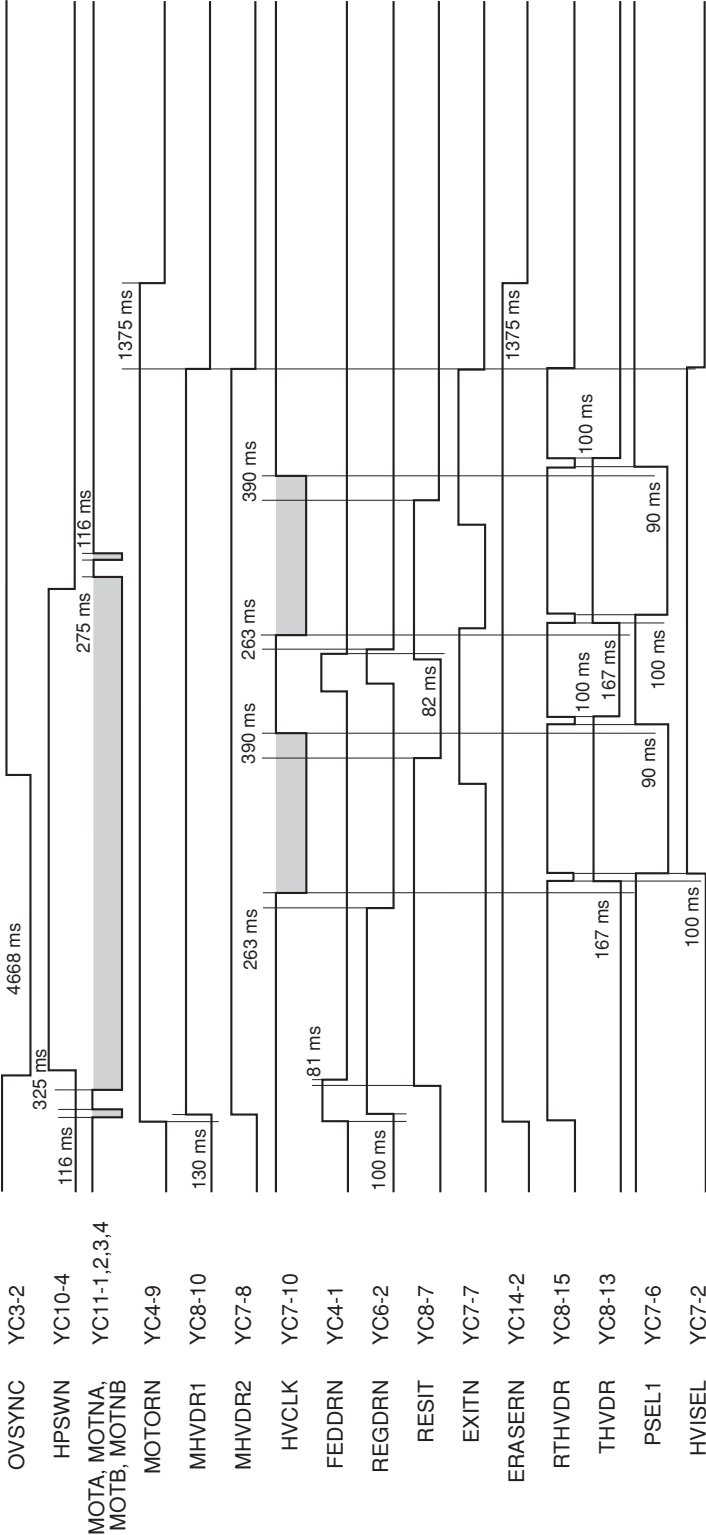 OVSYNC YC3-2 4668 ms
HPSWN YC10-4
MOTA, MOTNA, YC11-1,2,3,4 116 ms 325 ms 275 ms 116 ms
MOTB, MOTNB
MOTORN YC4-9 1375 ms
MHVDR1 YC8-10 130 ms
MHVDR2 YC7-8
HVCLK YC7-10 263 ms 390 ms 263 ms 390 ms
FEDDRN YC4-1 81 ms
REGDRN YC6-2 100 ms
RESIT YC8-7 82 ms
EXITN YC7-7
ERASERN YC14-2 1375 ms
RTHVDR YC8-15 100 ms 100 ms
THVDR YC8-13 167 ms 167 ms
PSEL1 YC7-6 90 ms 100 ms 90 ms
HVISEL YC7-2 100 ms